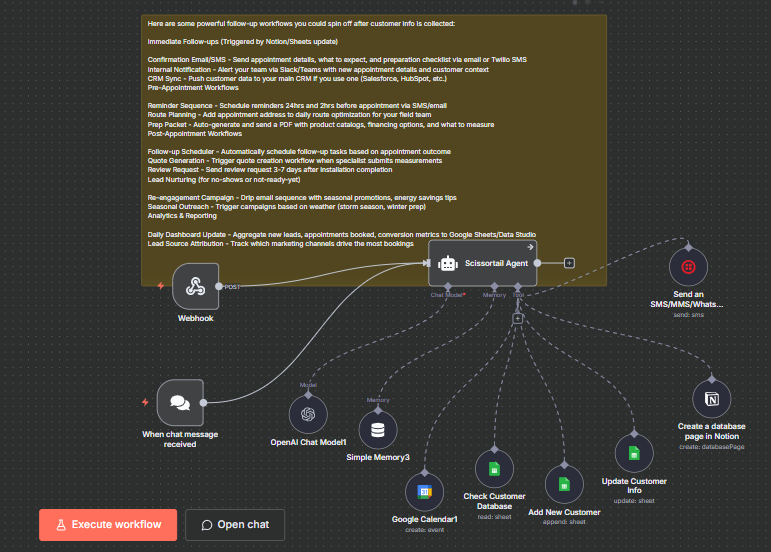 Here are some powerful follow-up workflows you could spin off after customer info is collected:
Immediate Follow-ups (Triggered by Notion/Sheets update)
Confirmation Email/SMS - Send appointment details, what to expect, and preparation checklist via email or Twilio SMS
Internal Notification - Alert your team via Slack/Teams with new appointment details and customer context
CRM Sync - Push customer data to your main CRM if you use one (Salesforce, HubSpot, etc.)
Pre-Appointment Workflows
Reminder Sequence - Schedule reminders 24hrs and 2hrs before appointment via SMS/email
Route Planning - Add appointment address to daily route optimization for your field team
Prep Packet - Auto-generate and send a PDF with product catalogs, financing options, and what to measure
Post-Appointment Workflows
Follow-up Scheduler - Automatically schedule follow-up tasks based on appointment outcome
Quote Generation - Trigger quote creation workflow when specialist submits measurements
Review Request - Send review request 3-7 days after installation completion
Lead Nurturing (for no-shows or not-ready-yet)
Re-engagement Campaign - Drip email sequence with seasonal promotions, energy savings tips
Seasonal Outreach - Trigger campaigns based on weather (storm season, winter prep)
Analytics & Reporting
Daily Dashboard Update - Aggregate new leads, appointments booked, conversion metrics to Google Sheets/Data Studio
Lead Source Attribution - Track which marketing channels drive the most bookings
Scissortail Agent
POST
Webhook
Chat Model*
Memory
Tool
Send an
SMS/MMS/Whats...
send: sms
When chat message
received
Model
OpenAI Chat Model1
Memory
Simple Memory3
31
Google Calendar1
create: event
Check Customer
Database
read: sheet
Add New Customer
append: sheet
Update Customer
Info
update: sheet
Create a database
page in Notion
create: databasePage
Execute workflow
Open chat